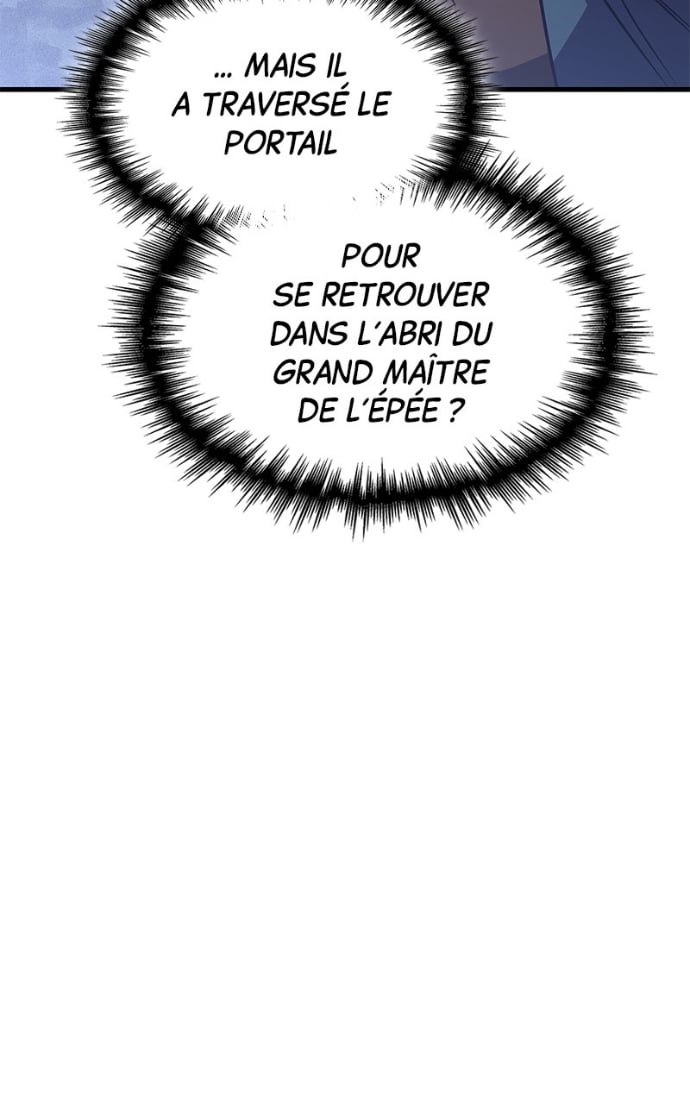 ... MAIS IL
A TRAVERSÉ LE
PORTAIL
POUR
SE RETROUVER
DANS L'ABRI DU
GRAND MAÎTRE
DE L'ÉPÉE ?